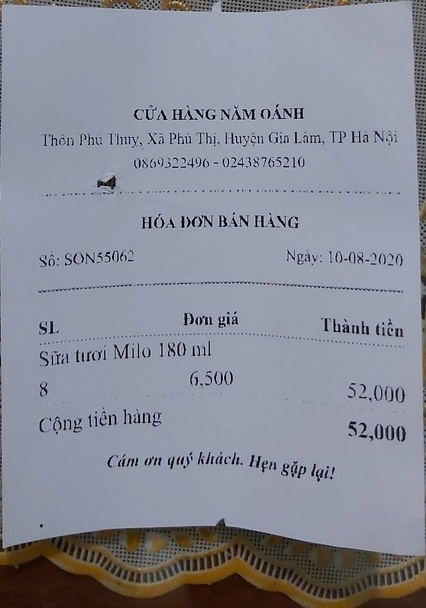 CỬA HÀNG NĂM OÁNH
Thôn Phú Thụy, Xã Phú Thị, Huyện Gia Lâm, TP Hà Nội
0869322496 - 02438765210
HÓA ĐƠN BÁN HÀNG
Số: SON55062 Ngày: 10-08-2020
SL Đơn giá Thành tiền
Sữa tươi Milo 180 ml
8 6,500 52,000
Cộng tiền hàng 52,000
Cám ơn quý khách. Hẹn gặp lại!